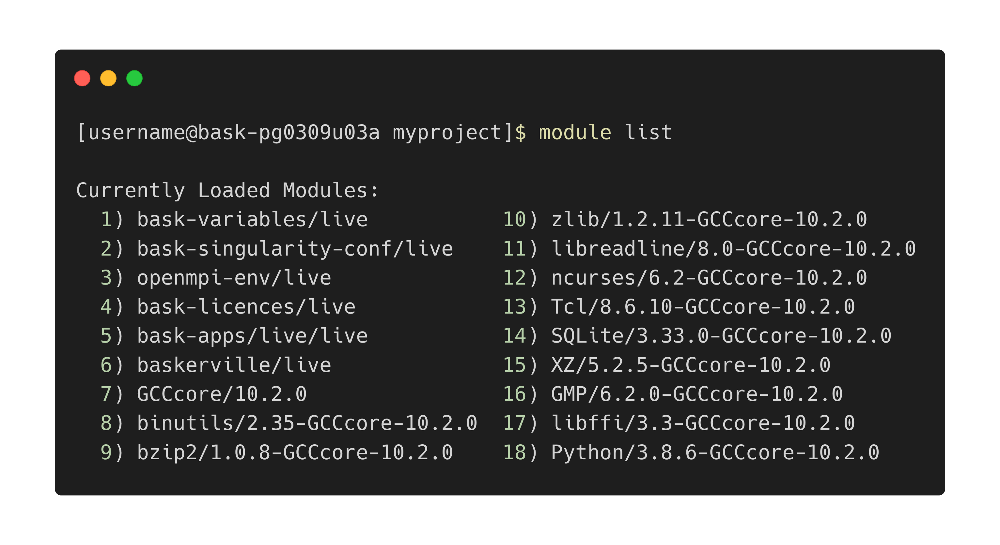 [username@bask-pg0309u03a myproject]$ module list
Currently Loaded Modules:
1) bask-variables/live 10) zlib/1.2.11-GCCcore-10.2.0
2) bask-singularity-conf/live 11) libreadline/8.0-GCCcore-10.2.0
3) openmpi-env/live 12) ncurses/6.2-GCCcore-10.2.0
4) bask-licences/live 13) Tcl/8.6.10-GCCcore-10.2.0
5) bask-apps/live/live 14) SQLite/3.33.0-GCCcore-10.2.0
6) baskerville/live 15) XZ/5.2.5-GCCcore-10.2.0
7) GCCcore/10.2.0 16) GMP/6.2.0-GCCcore-10.2.0
8) binutils/2.35-GCCcore-10.2.0 17) libffi/3.3-GCCcore-10.2.0
9) bzip2/1.0.8-GCCcore-10.2.0 18) Python/3.8.6-GCCcore-10.2.0